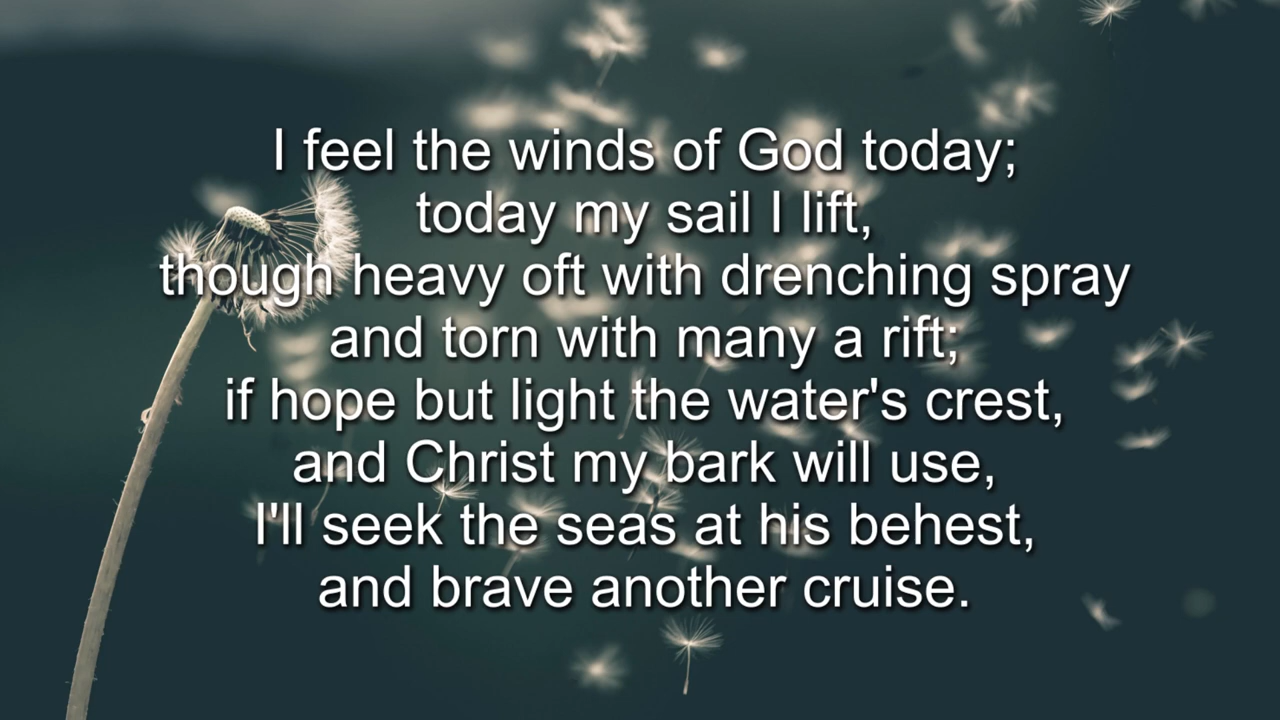 I feel the winds of God today;
today my sail I lift,
though heavy oft with drenching spray
and torn with many a rift;
if hope but light the water's crest,
and Christ my bark will use,
I'll seek the seas at his behest,
and brave another cruise.